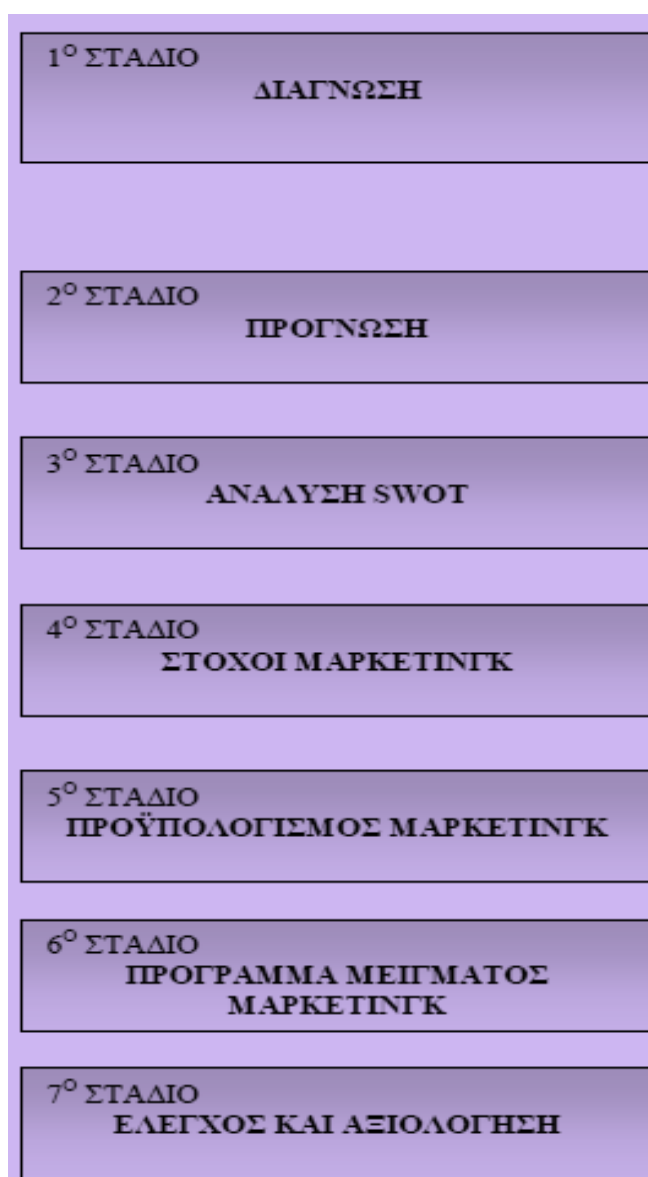 1Ο ΣΤΑΔΙΟ
ΔΙΑΓΝΩΣΗ
2Ο ΣΤΑΔΙΟ
ΠΡΟΓΝΩΣΗ
3Ο ΣΤΑΔΙΟ
ΑΝΑΛΥΣΗ SWOT
4Ο ΣΤΑΔΙΟ
ΣΤΟΧΟΙ ΜΑΡΚΕΤΙΝΓΚ
5Ο ΣΤΑΔΙΟ
ΠΡΟΫΠΟΛΟΓΙΣΜΟΣ ΜΑΡΚΕΤΙΝΓΚ
6Ο ΣΤΑΔΙΟ
ΠΡΟΓΡΑΜΜΑ ΜΕΙΓΜΑΤΟΣ
ΜΑΡΚΕΤΙΝΓΚ
7Ο ΣΤΑΔΙΟ
ΕΛΕΓΧΟΣ ΚΑΙ ΑΞΙΟΛΟΓΗΣΗ